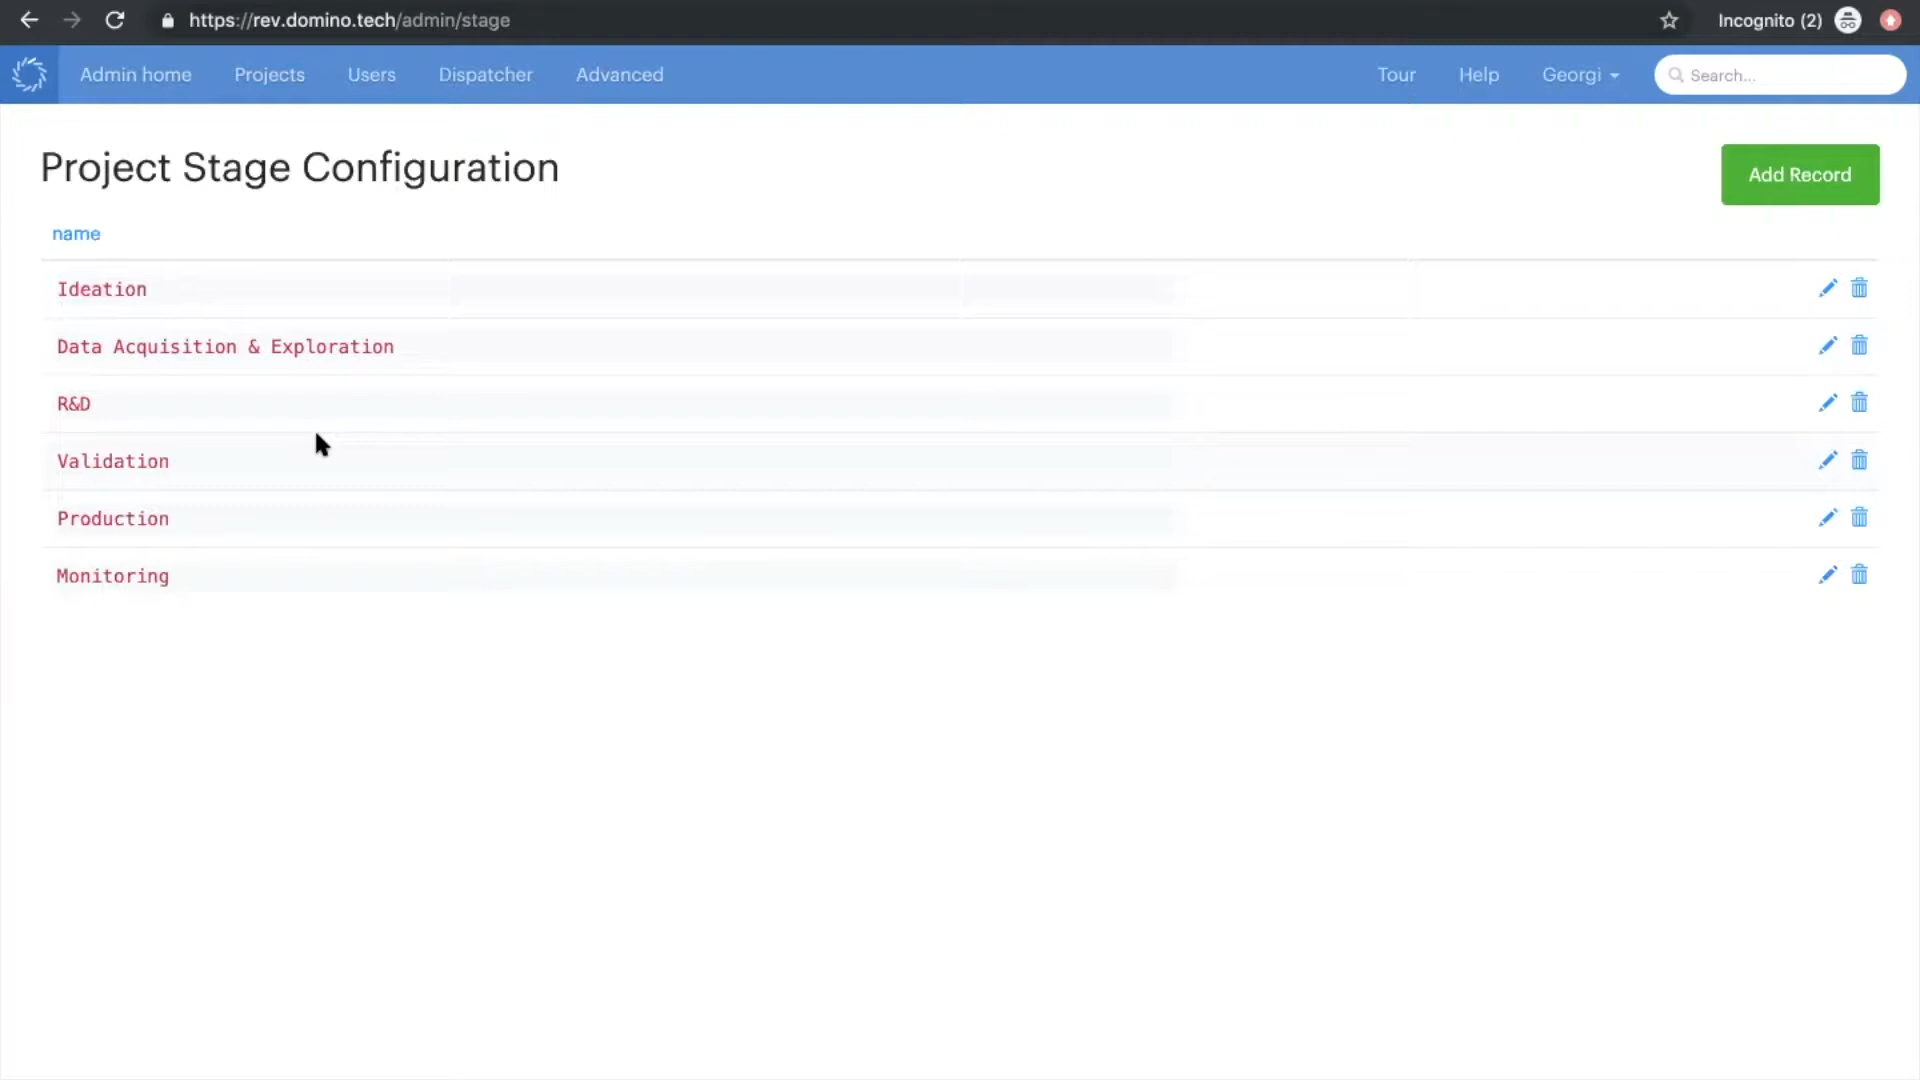 https://rev.domino.tech/admin/stage
Incognito (2)
Admin home
Projects
Users
Dispatcher
Advanced
Tour
Help
Georgi
Search...
Project Stage Configuration
Add Record
name
Ideation
Data Acquisition & Exploration
R&D
Validation
Production
Monitoring